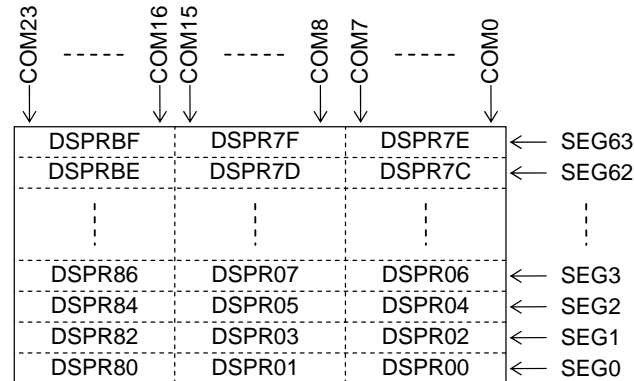 COM23 COM16 COM15 COM8 COM7 COM0
DSPRBF DSPR7F DSPR7E SEG63
DSPRBE DSPR7D DSPR7C SEG62
DSPR86 DSPR07 DSPR06 SEG3
DSPR84 DSPR05 DSPR04 SEG2
DSPR82 DSPR03 DSPR02 SEG1
DSPR80 DSPR01 DSPR00 SEG0